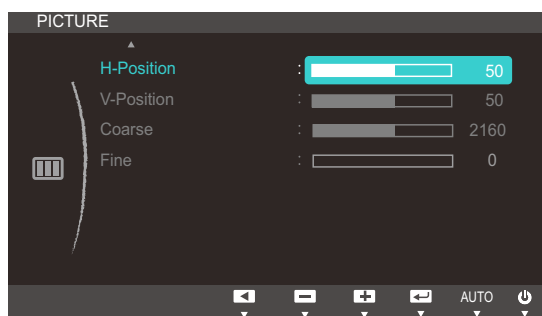 PICTURE
H-Position : 50
V-Position : 50
Coarse : 2160
Fine : 0
AUTO